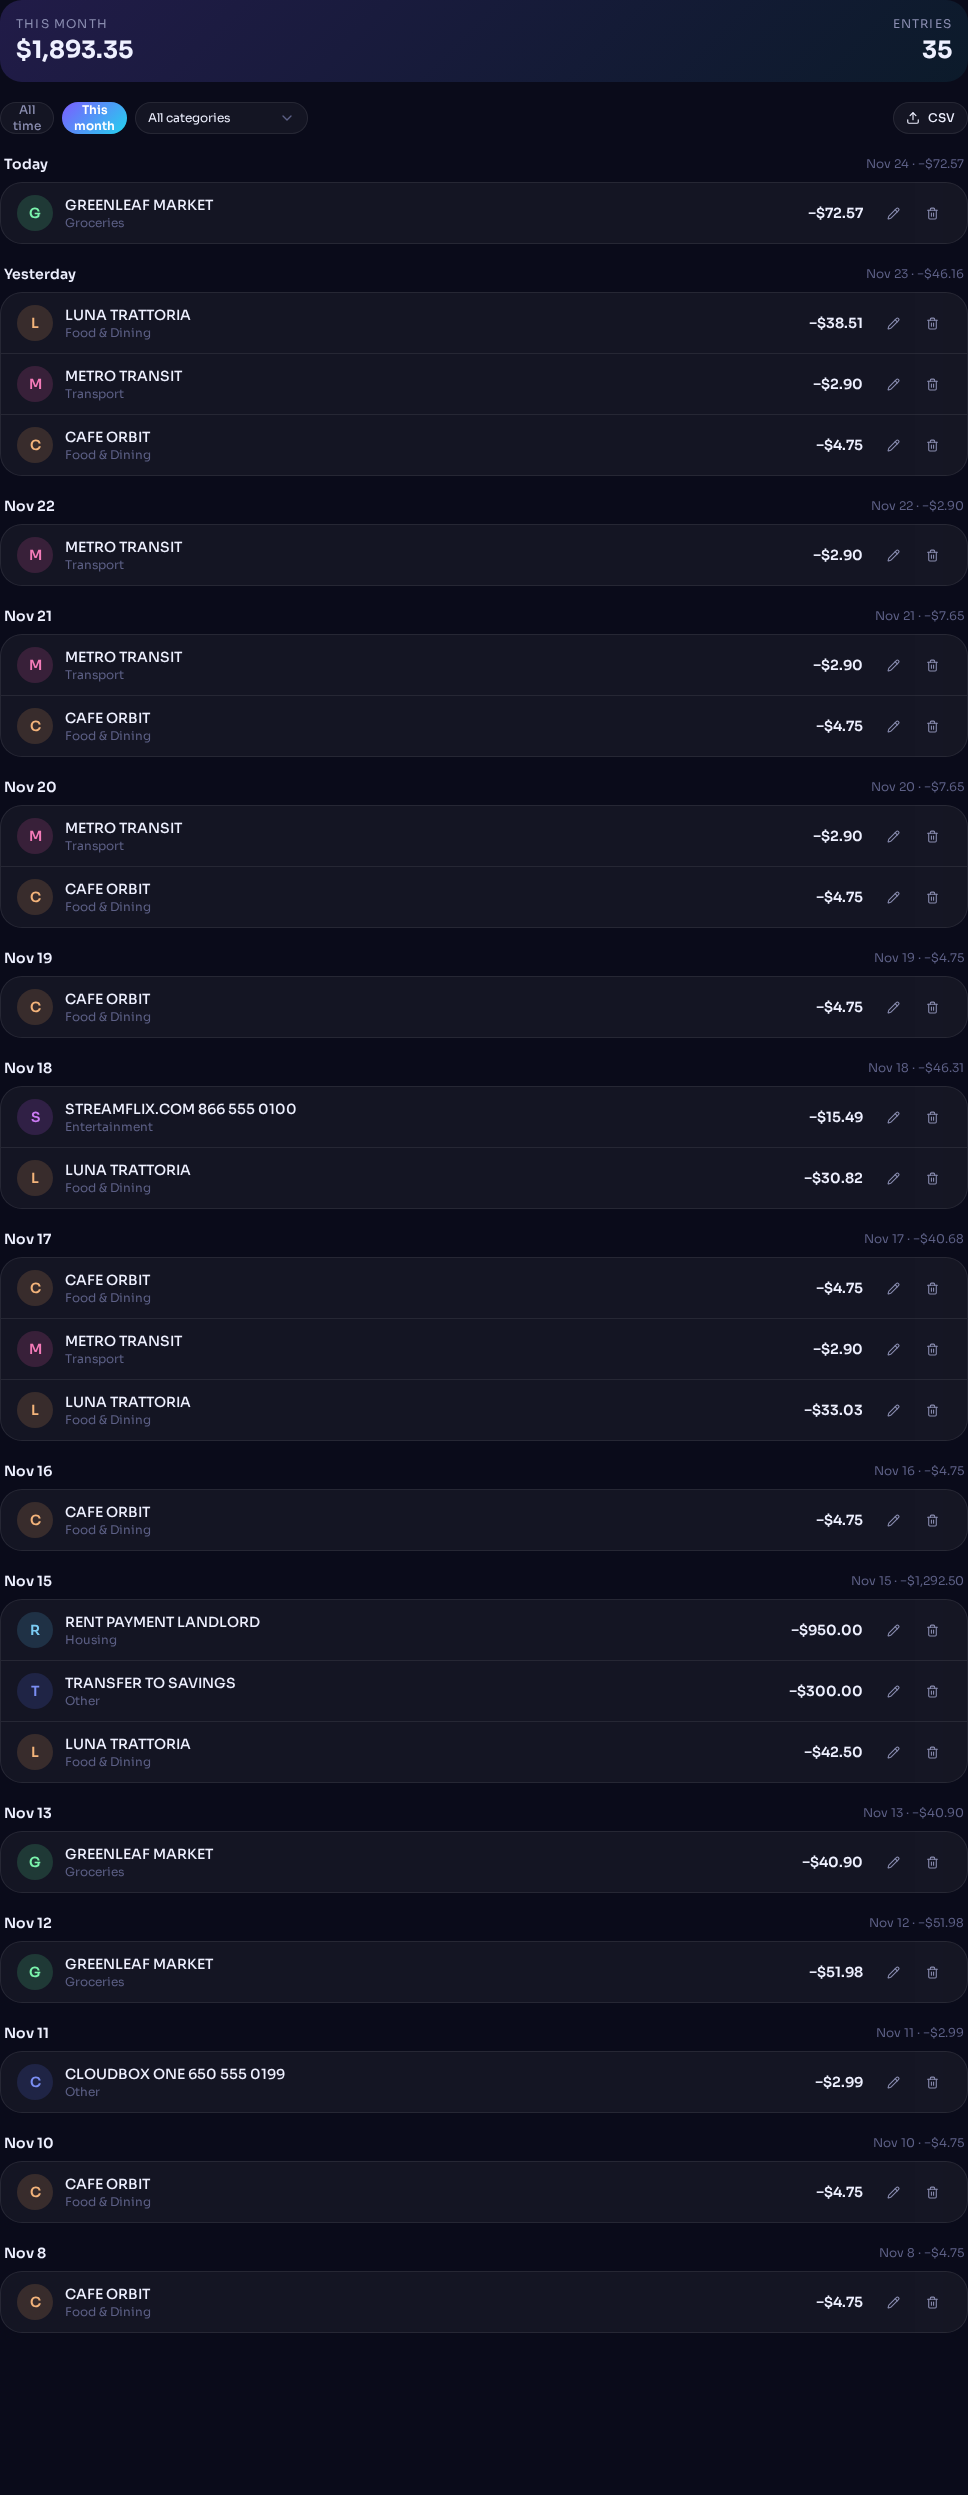 THIS MONTH
ENTRIES
$1,893.35
35
All time
This month
All categories
CSV
Today
Nov 24 · −$72.57
G
GREENLEAF MARKET
Groceries
−$72.57
Yesterday
Nov 23 · −$46.16
L
LUNA TRATTORIA
Food & Dining
−$38.51
M
METRO TRANSIT
Transport
−$2.90
C
CAFE ORBIT
Food & Dining
−$4.75
Nov 22
Nov 22 · −$2.90
M
METRO TRANSIT
Transport
−$2.90
Nov 21
Nov 21 · −$7.65
M
METRO TRANSIT
Transport
−$2.90
C
CAFE ORBIT
Food & Dining
−$4.75
Nov 20
Nov 20 · −$7.65
M
METRO TRANSIT
Transport
−$2.90
C
CAFE ORBIT
Food & Dining
−$4.75
Nov 19
Nov 19 · −$4.75
C
CAFE ORBIT
Food & Dining
−$4.75
Nov 18
Nov 18 · −$46.31
S
STREAMFLIX.COM 866 555 0100
Entertainment
−$15.49
L
LUNA TRATTORIA
Food & Dining
−$30.82
Nov 17
Nov 17 · −$40.68
C
CAFE ORBIT
Food & Dining
−$4.75
M
METRO TRANSIT
Transport
−$2.90
L
LUNA TRATTORIA
Food & Dining
−$33.03
Nov 16
Nov 16 · −$4.75
C
CAFE ORBIT
Food & Dining
−$4.75
Nov 15
Nov 15 · −$1,292.50
R
RENT PAYMENT LANDLORD
Housing
−$950.00
T
TRANSFER TO SAVINGS
Other
−$300.00
L
LUNA TRATTORIA
Food & Dining
−$42.50
Nov 13
Nov 13 · −$40.90
G
GREENLEAF MARKET
Groceries
−$40.90
Nov 12
Nov 12 · −$51.98
G
GREENLEAF MARKET
Groceries
−$51.98
Nov 11
Nov 11 · −$2.99
C
CLOUDBOX ONE 650 555 0199
Other
−$2.99
Nov 10
Nov 10 · −$4.75
C
CAFE ORBIT
Food & Dining
−$4.75
Nov 8
Nov 8 · −$4.75
C
CAFE ORBIT
Food & Dining
−$4.75